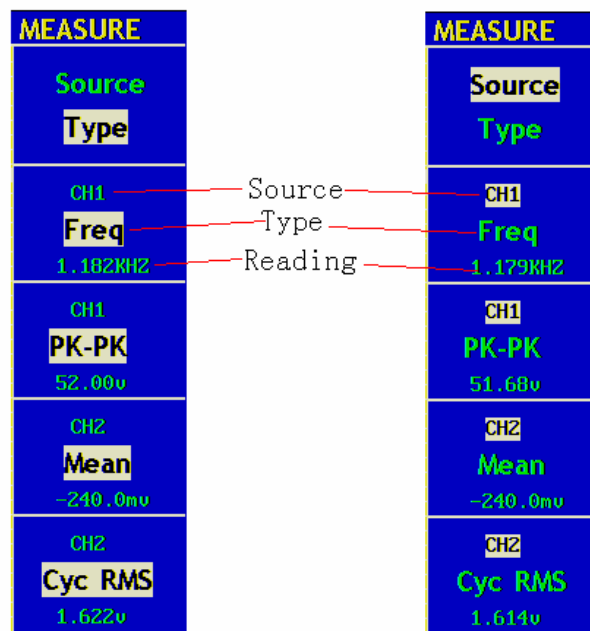 MEASURE
Source
Type
CH1
Freq
1.182KHZ
CH1
PK-PK
52.00v
CH2
Mean
-240.0mv
CH2
Cyc RMS
1.622v
Source
Type
Reading
MEASURE
Source
Type
CH1
Freq
1.179KHZ
CH1
PK-PK
51.68v
CH2
Mean
-240.0mv
CH2
Cyc RMS
1.614v